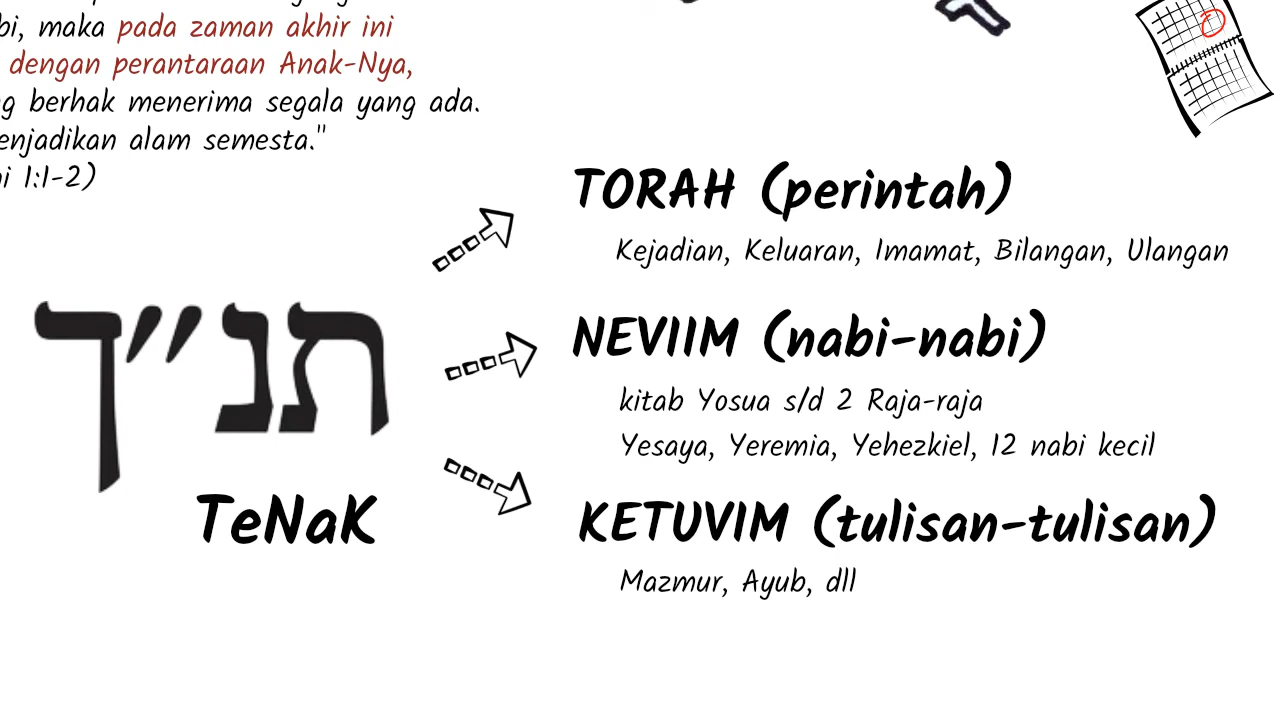 bi, maka pada zaman akhir ini
dengan perantaraan Anak-Nya,
g berhak menerima segala yang ada.
enjadikan alam semesta."
i 1:1-2)
TORAH (perintah)
Kejadian, Keluaran, Imamat, Bilangan, Ulangan
תנ״ך
TeNaK
NEVIIM (nabi-nabi)
kitab Yosua s/d 2 Raja-raja
Yesaya, Yeremia, Yehezkiel, 12 nabi kecil
KETUVIM (tulisan-tulisan)
Mazmur, Ayub, dll